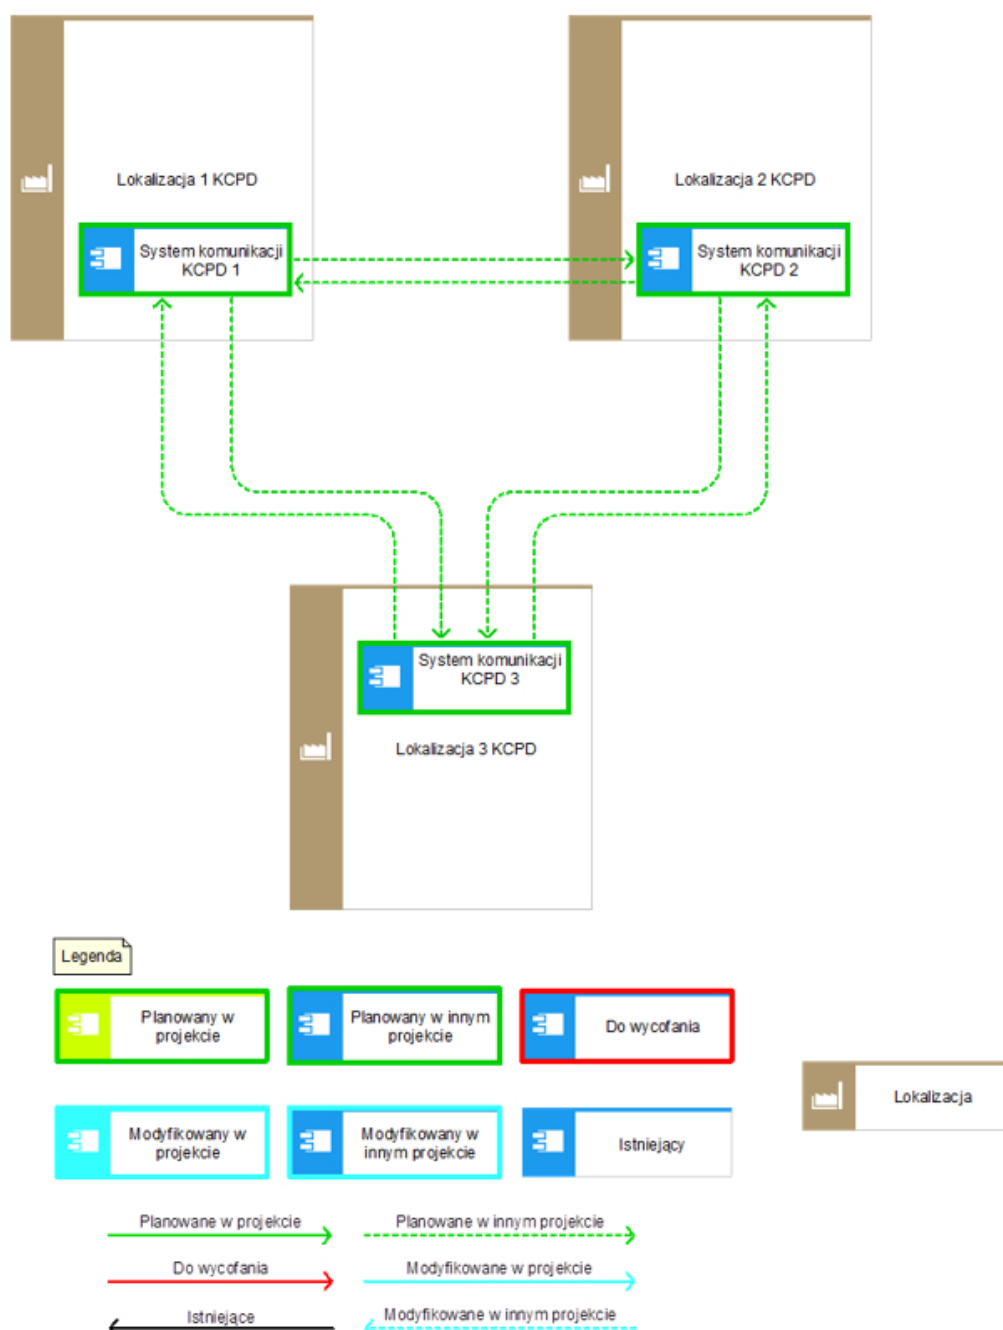 Lokalizacja 1 KCPD
Lokalizacja 2 KCPD
System komunikacji
KCPD 1
System komunikacji
KCPD 2
System komunikacji
KCPD 3
Lokalizacja 3 KCPD
Legenda
Planowany w
projekcie
Planowany w innym
projekcie
Do wycofania
Lokalizacja
Modyfikowany w
projekcie
Modyfikowany w
innym projekcie
Istniejący
Planowane w projekcie
Planowane w innym projekcie
Do wycofania
Modyfikowane w projekcie
Istniejące
Modyfikowane w innym projekcie